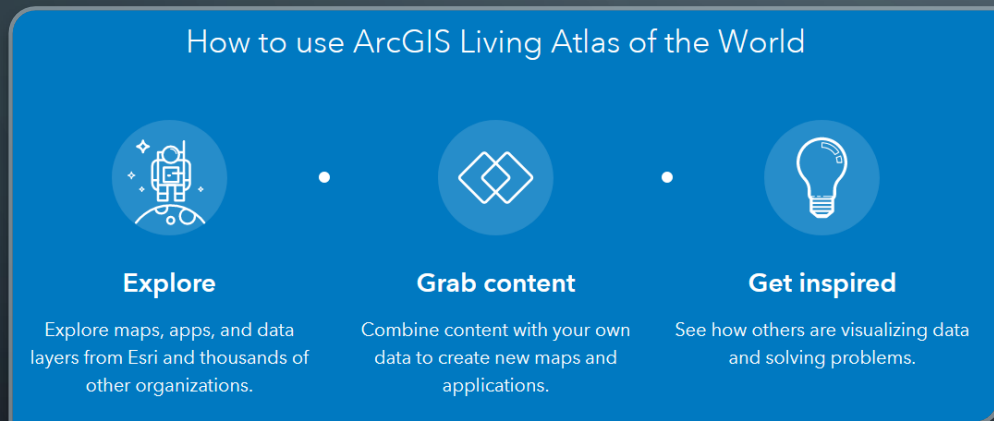 How to use ArcGIS Living Atlas of the World
Explore
Explore maps, apps, and data
layers from Esri and thousands of
other organizations.
Grab content
Combine content with your own
data to create new maps and
applications.
Get inspired
See how others are visualizing data
and solving problems.